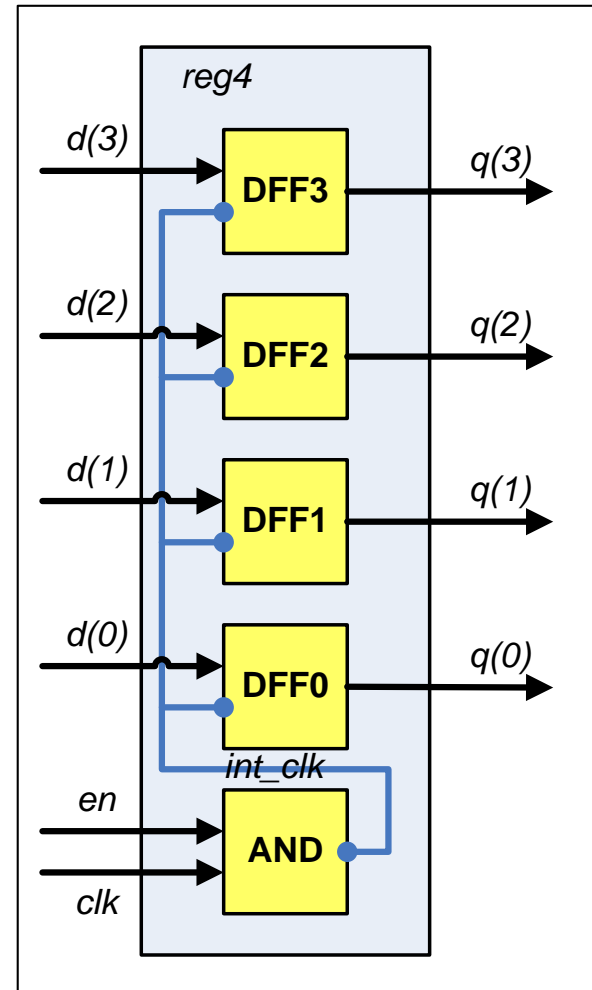 reg4
d(3)
DFF3
q(3)
d(2)
DFF2
q(2)
d(1)
DFF1
q(1)
d(0)
DFF0
q(0)
int_clk
en
AND
clk